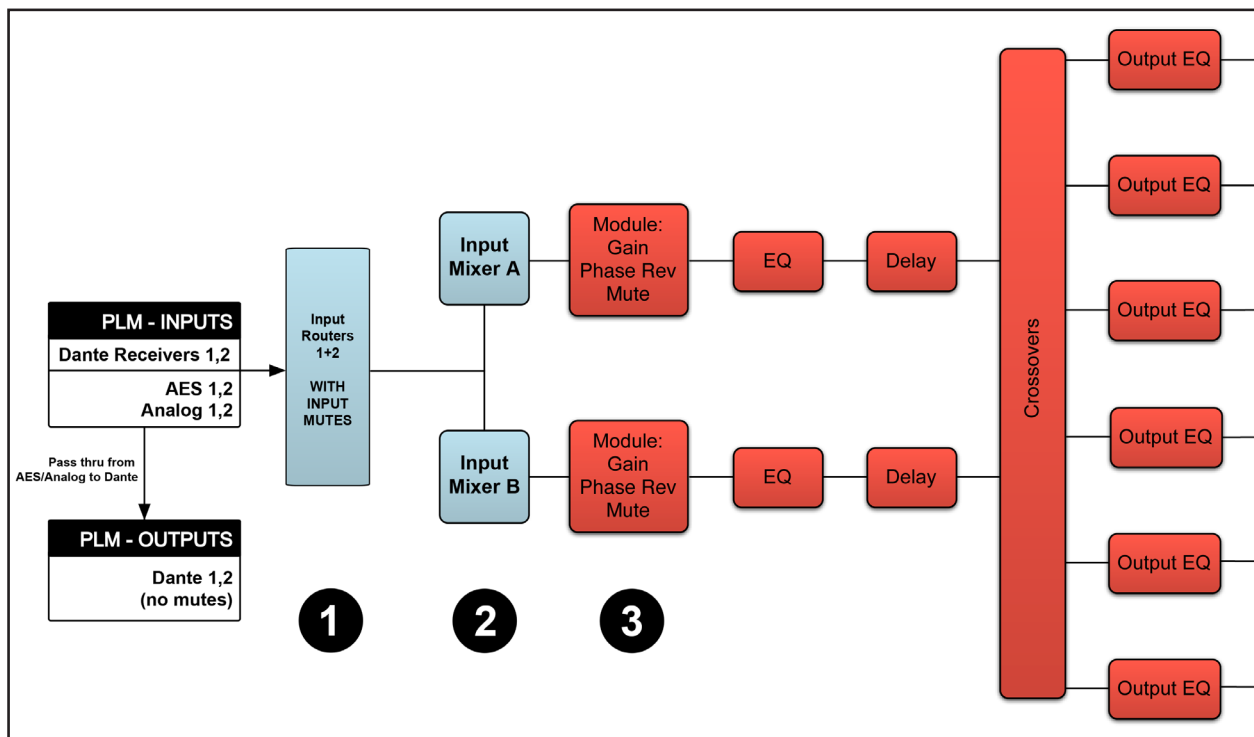 PLM - INPUTS
Dante Receivers 1,2
AES 1,2
Analog 1,2
Pass thru from
AES/Analog to Dante
PLM - OUTPUTS
Dante 1,2
(no mutes)
Input
Routers
1+2
WITH
INPUT
MUTES
Input
Mixer A
Input
Mixer B
Module:
Gain
Phase Rev
Mute
EQ
Delay
Module:
Gain
Phase Rev
Mute
EQ
Delay
Crossovers
Output EQ
Output EQ
Output EQ
Output EQ
Output EQ
Output EQ
1
2
3